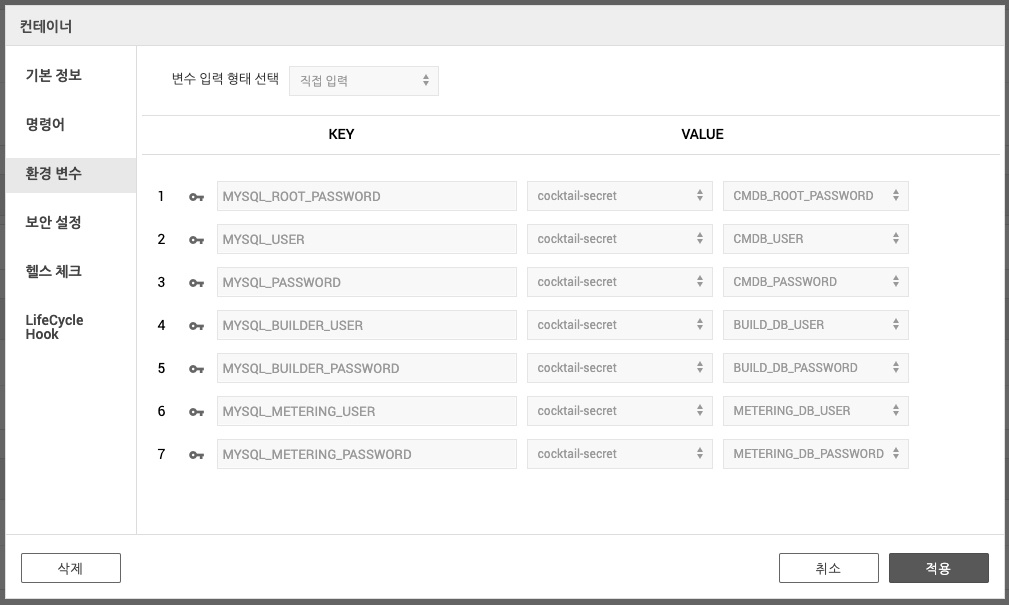 컨테이너
기본 정보
명령어
환경 변수
보안 설정
헬스 체크
LifeCycle
Hook
변수 입력 형태 선택 직접 입력
KEY VALUE
1 MYSQL_ROOT_PASSWORD cocktail-secret CMDB_ROOT_PASSWORD
2 MYSQL_USER cocktail-secret CMDB_USER
3 MYSQL_PASSWORD cocktail-secret CMDB_PASSWORD
4 MYSQL_BUILDER_USER cocktail-secret BUILD_DB_USER
5 MYSQL_BUILDER_PASSWORD cocktail-secret BUILD_DB_PASSWORD
6 MYSQL_METERING_USER cocktail-secret METERING_DB_USER
7 MYSQL_METERING_PASSWORD cocktail-secret METERING_DB_PASSWORD
삭제 취소 적용